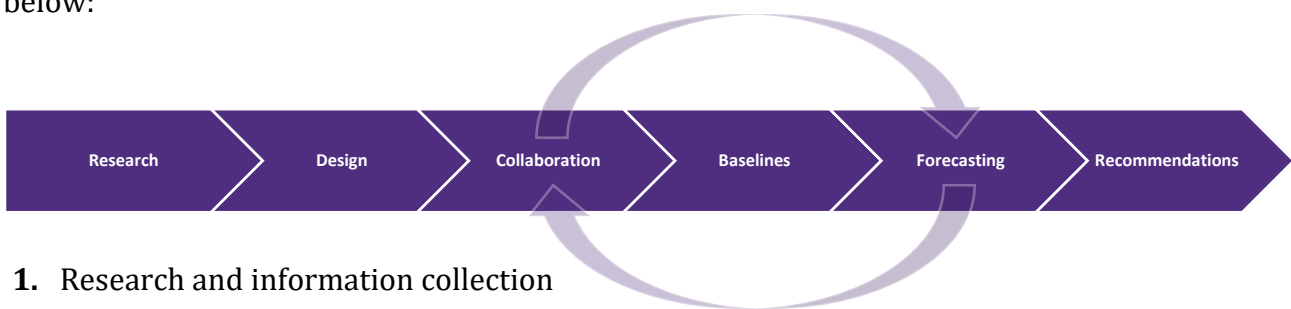 below:
Research
Design
Collaboration
Baselines
Forecasting
Recommendations
1. Research and information collection